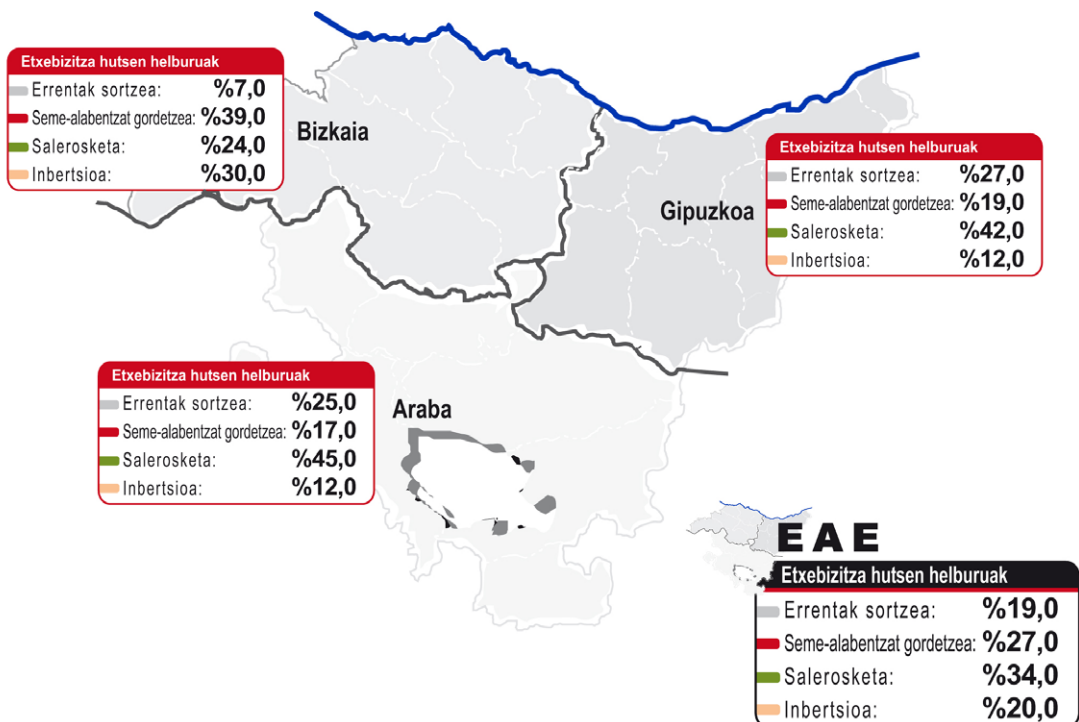 Etxebizitza hutsen helburuak
Errentak sortzea: %7,0
Seme-alabentzat gordetzea: %39,0
Salerosketa: %24,0
Inbertsioa: %30,0
Bizkaia
Etxebizitza hutsen helburuak
Errentak sortzea: %27,0
Seme-alabentzat gordetzea: %19,0
Salerosketa: %42,0
Inbertsioa: %12,0
Gipuzkoa
Etxebizitza hutsen helburuak
Errentak sortzea: %25,0
Seme-alabentzat gordetzea: %17,0
Salerosketa: %45,0
Inbertsioa: %12,0
Araba
EAE
Etxebizitza hutsen helburuak
Errentak sortzea: %19,0
Seme-alabentzat gordetzea: %27,0
Salerosketa: %34,0
Inbertsioa: %20,0